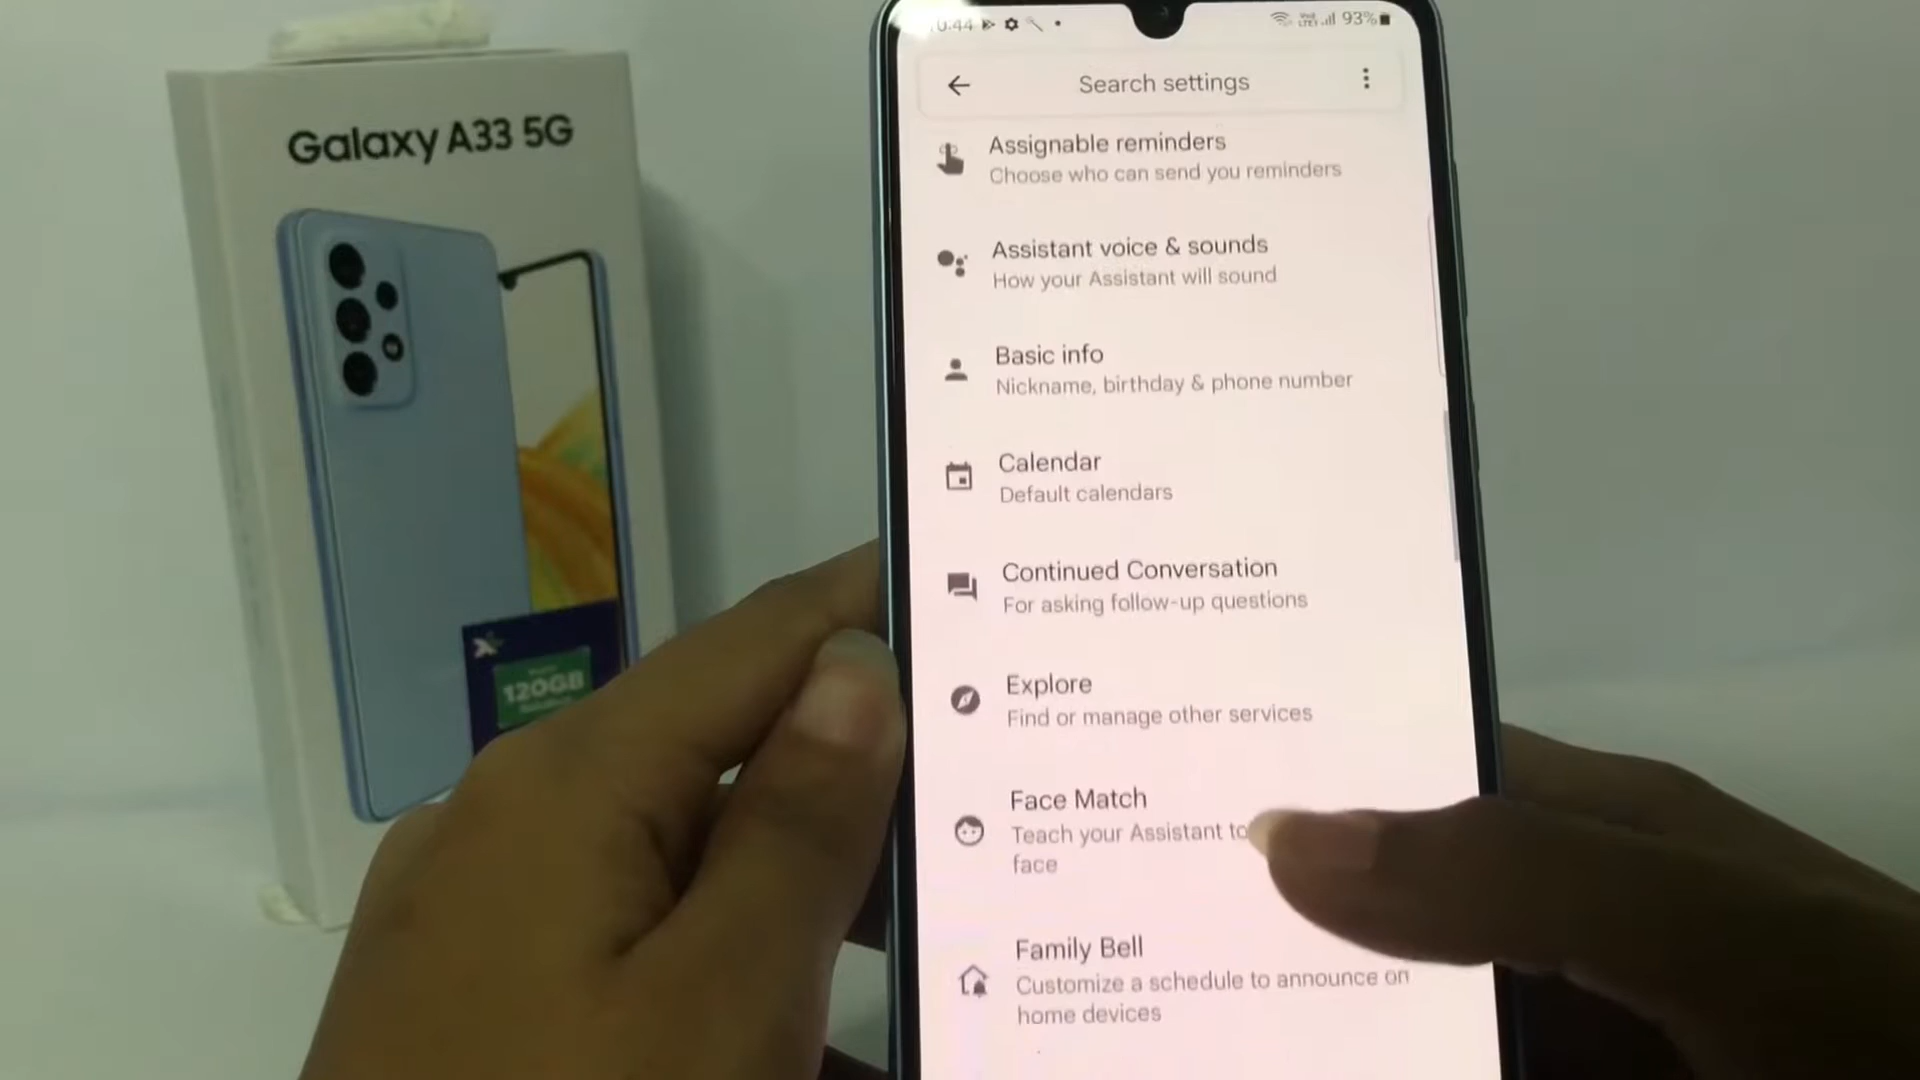 Galaxy A33 5G
120GB
0:44
93%
Search settings
Assignable reminders
Choose who can send you reminders
Assistant voice & sounds
How your Assistant will sound
Basic info
Nickname, birthday & phone number
Calendar
Default calendars
Continued Conversation
For asking follow-up questions
Explore
Find or manage other services
Face Match
Teach your Assistant to
face
Family Bell
Customize a schedule to announce on
home devices